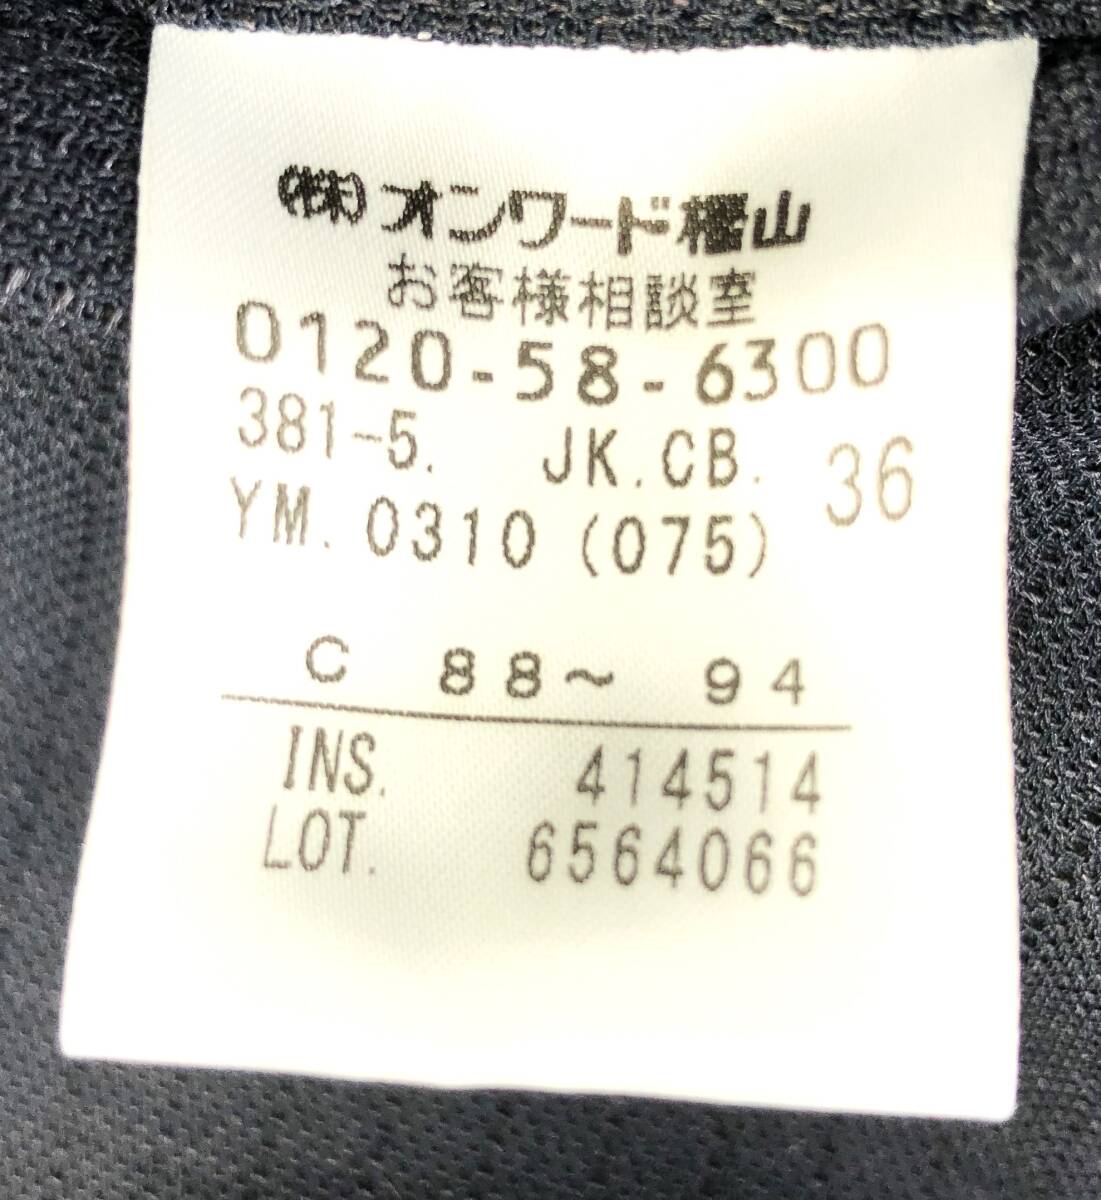 ㈱オンワード樫山
お客様相談室
0120-58-6300
381-5. JK.CB. 36
YM. 0310 (075)
C 88~ 94
INS. 414514
LOT. 6564066